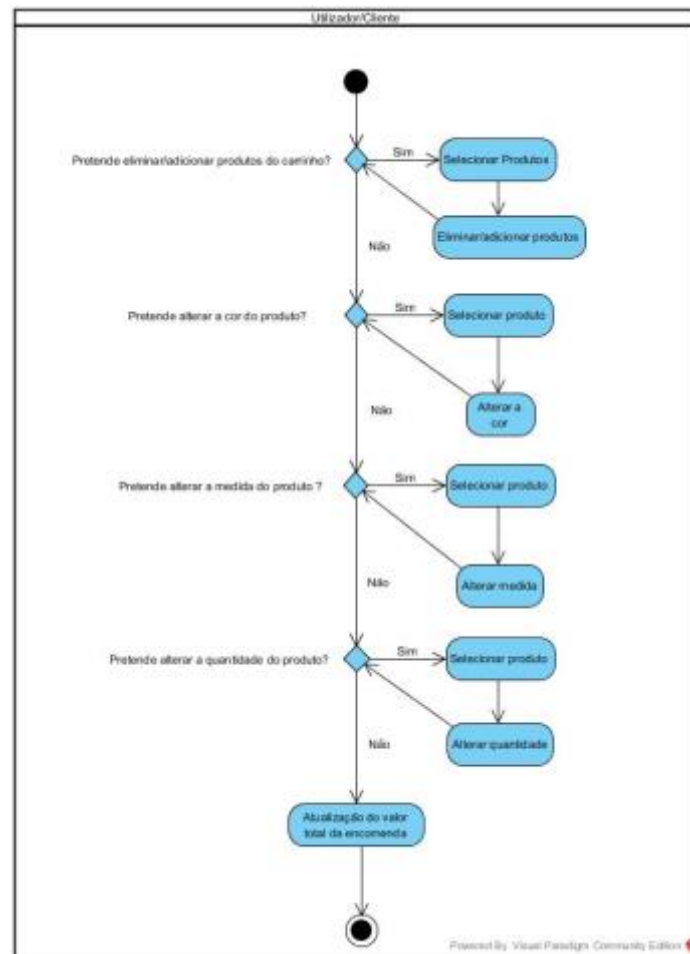 Utilizador/Cliente
Pretende eliminar/adicionar produtos do carrinho?
Sim
Selecionar Produtos
Eliminar/adicionar produtos
Não
Pretende alterar a cor do produto?
Sim
Selecionar produto
Alterar a
cor
Não
Pretende alterar a medida do produto ?
Sim
Selecionar produto
Alterar medida
Não
Pretende alterar a quantidade do produto?
Sim
Selecionar produto
Alterar quantidade
Não
Atualização do valor
total da encomenda
Powered By Visual Paradigm Community Edition